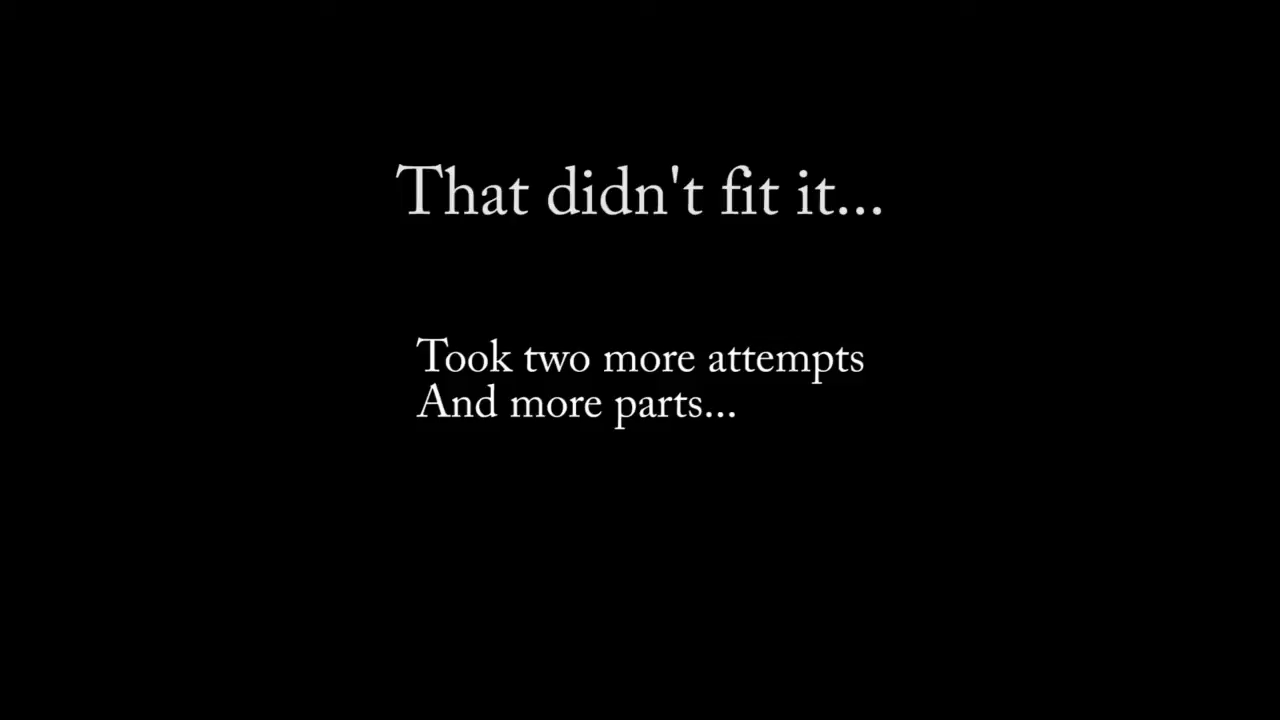 That didn't fit it...
Took two more attempts
And more parts...